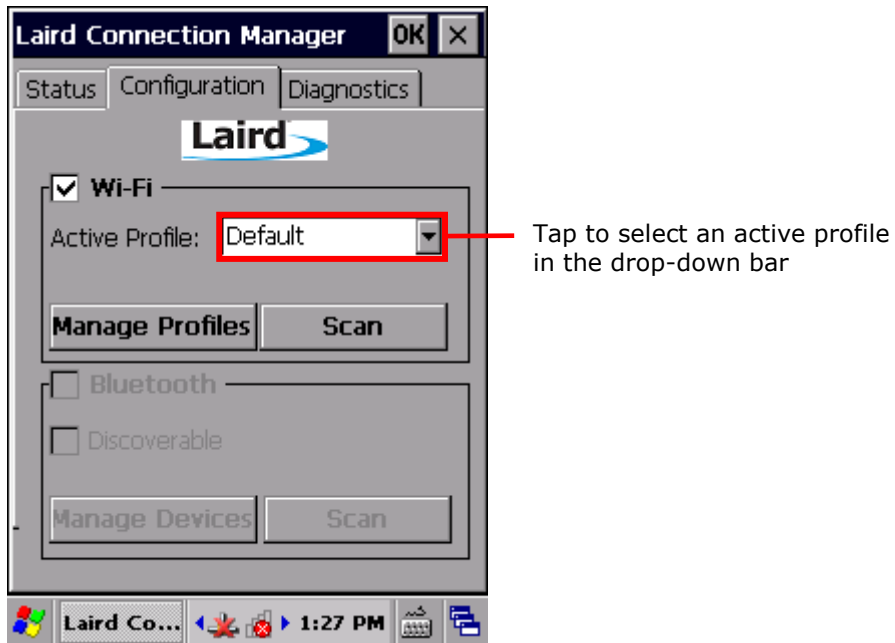 Laird Connection Manager OK ×
Status Configuration Diagnostics
Laird
Wi-Fi
Active Profile: Default
Tap to select an active profile
in the drop-down bar
Manage Profiles Scan
Bluetooth
Discoverable
Manage Devices Scan
Laird Co... 1:27 PM